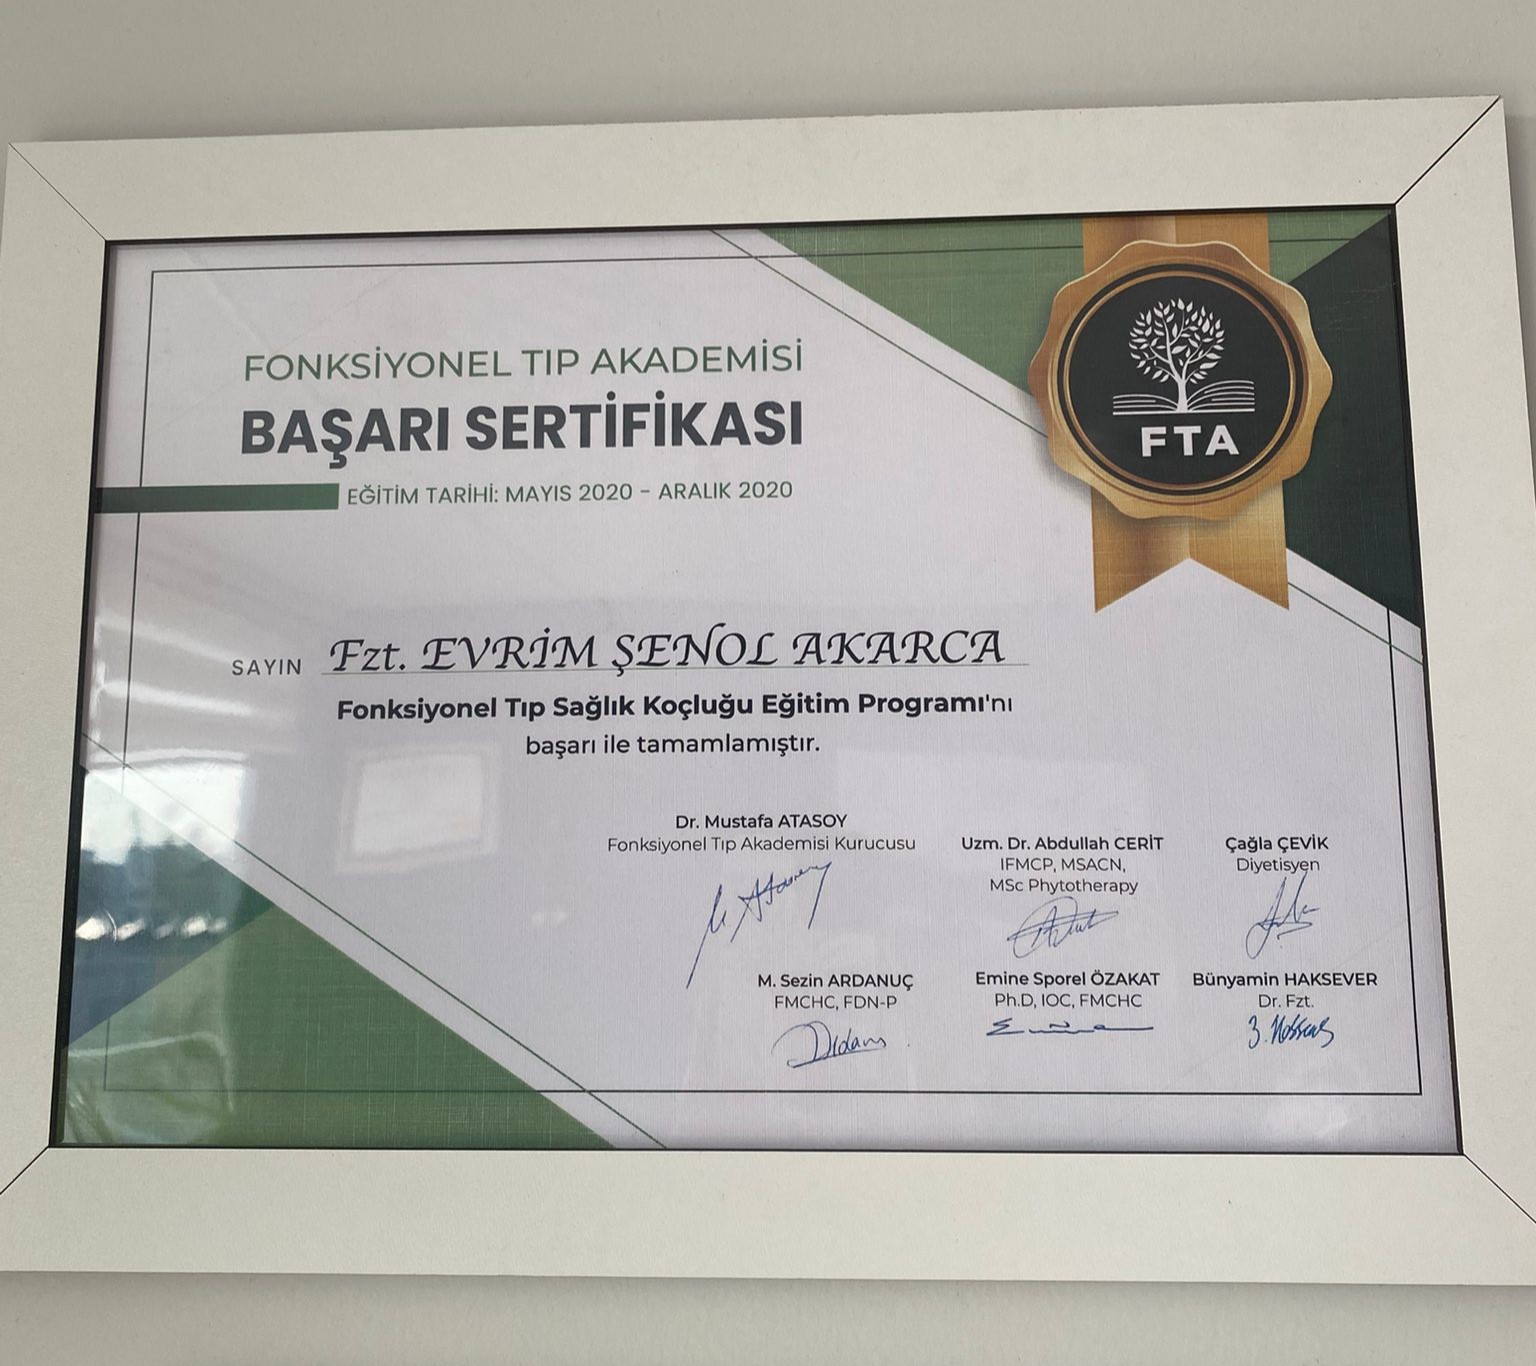 FONKSİYONEL TIP AKADEMİSİ
BAŞARI SERTİFİKASI
EĞİTİM TARİHİ: MAYIS 2020 - ARALIK 2020
FTA
SAYIN Fzt. EVRİM ŞENOL AKARCA
Fonksiyonel Tıp Sağlık Koçluğu Eğitim Programı'nı
başarı ile tamamlamıştır.
Dr. Mustafa ATASOY
Fonksiyonel Tıp Akademisi Kurucusu
Uzm. Dr. Abdullah CERİT
IFMCP, MSACN,
MSc Phytotherapy
Çağla ÇEVİK
Diyetisyen
M. Sezin ARDANUÇ
FMCHC, FDN-P
Emine Sporel ÖZAKAT
Ph.D, IOC, FMCHC
Bünyamin HAKSEVER
Dr. Fzt.